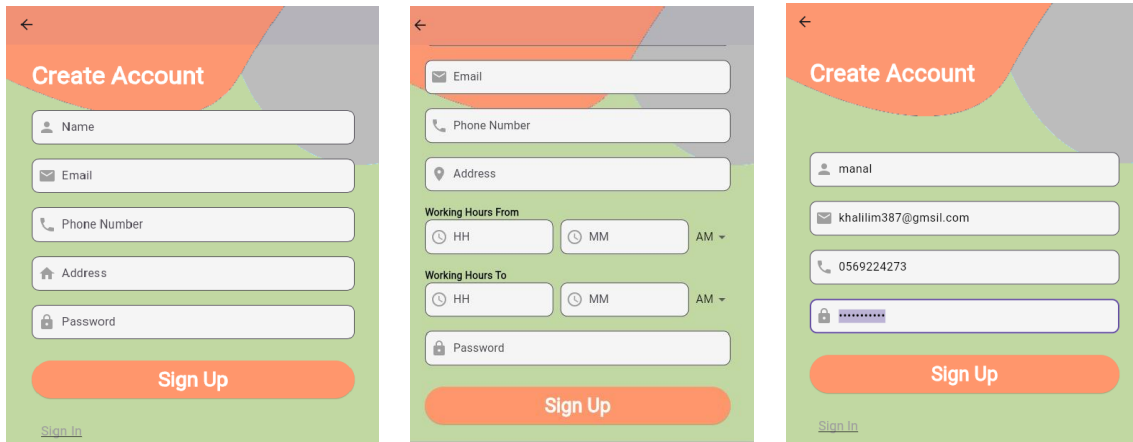 Create Account
Name
Email
Phone Number
Address
Password
Sign Up
Sign In
Email
Phone Number
Address
Working Hours From
HH MM AM
Working Hours To
HH MM AM
Password
Sign Up
Create Account
manal
khalilim387@gmsil.com
0569224273
•••••••••••
Sign Up
Sign In